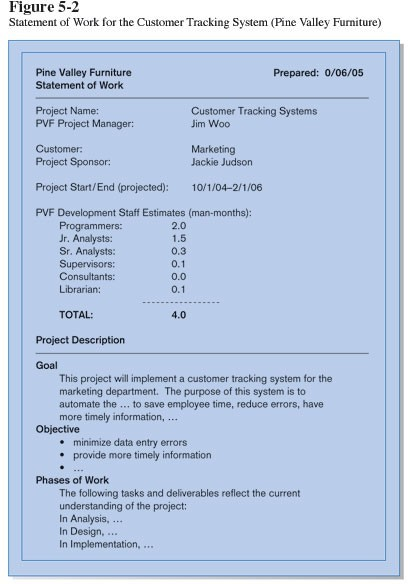 Figure 5-2
Statement of Work for the Customer Tracking System (Pine Valley Furniture)
Pine Valley Furniture Prepared: 0/06/05
Statement of Work
Project Name: Customer Tracking Systems
PVF Project Manager: Jim Woo
Customer: Marketing
Project Sponsor: Jackie Judson
Project Start/End (projected): 10/1/04–2/1/06
PVF Development Staff Estimates (man-months):
Programmers: 2.0
Jr. Analysts: 1.5
Sr. Analysts: 0.3
Supervisors: 0.1
Consultants: 0.0
Librarian: 0.1
TOTAL: 4.0
Project Description
Goal
This project will implement a customer tracking system for the
marketing department. The purpose of this system is to
automate the … to save employee time, reduce errors, have
more timely information, …
Objective
• minimize data entry errors
• provide more timely information
• …
Phases of Work
The following tasks and deliverables reflect the current
understanding of the project:
In Analysis, …
In Design, …
In Implementation, …